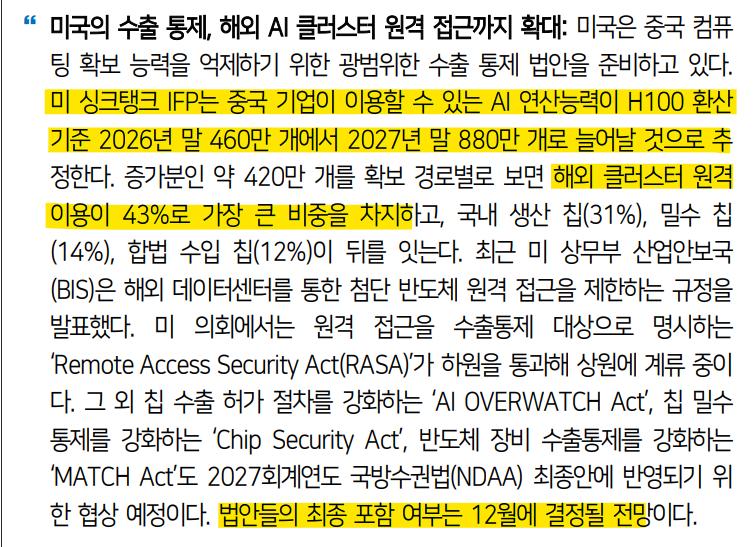 “ 미국의 수출 통제, 해외 AI 클러스터 원격 접근까지 확대: 미국은 중국 컴퓨
팅 확보 능력을 억제하기 위한 광범위한 수출 통제 법안을 준비하고 있다.
미 싱크탱크 IFP는 중국 기업이 이용할 수 있는 AI 연산능력이 H100 환산
기준 2026년 말 460만 개에서 2027년 말 880만 개로 늘어날 것으로 추
정한다. 증가분인 약 420만 개를 확보 경로별로 보면 해외 클러스터 원격
이용이 43%로 가장 큰 비중을 차지하고, 국내 생산 칩(31%), 밀수 칩
(14%), 합법 수입 칩(12%)이 뒤를 잇는다. 최근 미 상무부 산업안보국
(BIS)은 해외 데이터센터를 통한 첨단 반도체 원격 접근을 제한하는 규정을
발표했다. 미 의회에서는 원격 접근을 수출통제 대상으로 명시하는
‘Remote Access Security Act(RASA)’가 하원을 통과해 상원에 계류 중이
다. 그 외 칩 수출 허가 절차를 강화하는 ‘AI OVERWATCH Act’, 칩 밀수
통제를 강화하는 ‘Chip Security Act’, 반도체 장비 수출통제를 강화하는
‘MATCH Act’도 2027회계연도 국방수권법(NDAA) 최종안에 반영되기 위
한 협상 예정이다. 법안들의 최종 포함 여부는 12월에 결정될 전망이다.